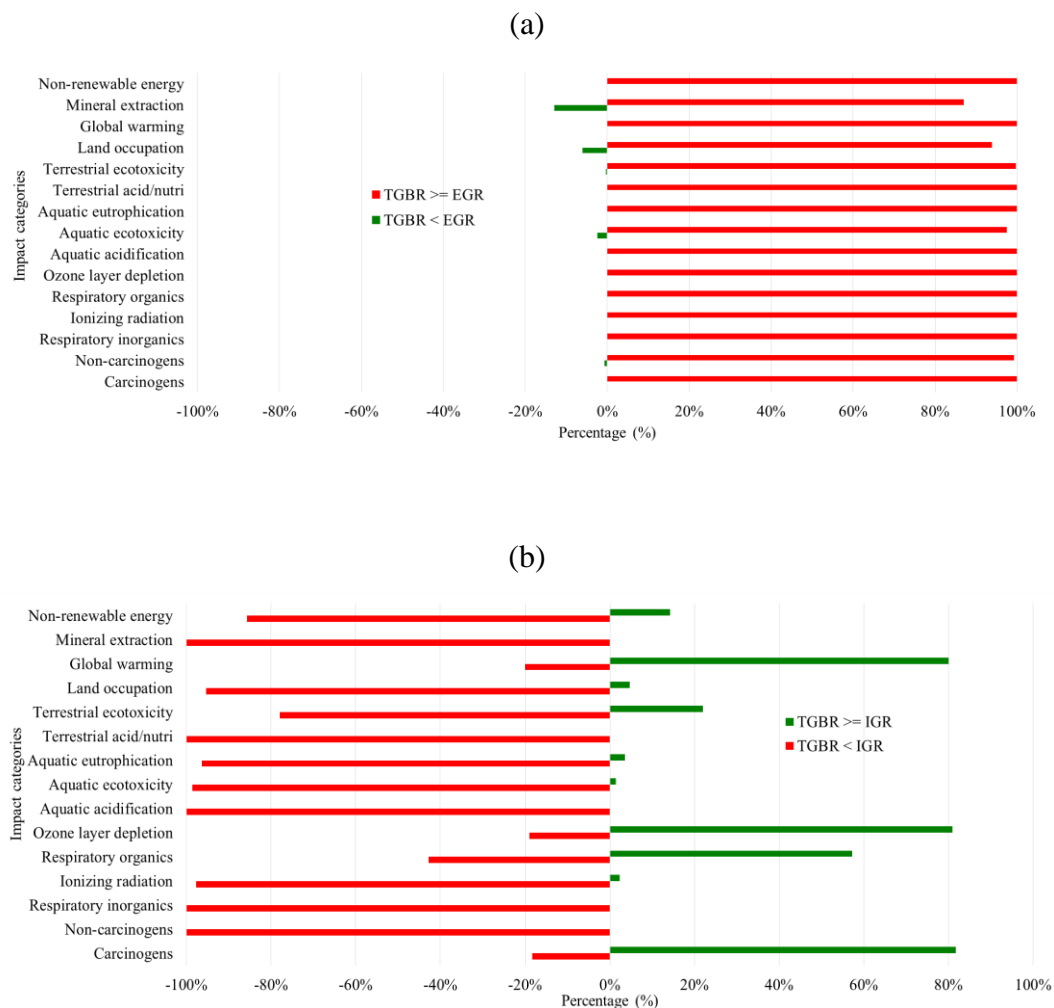 (a)
Non-renewable energy
Mineral extraction
Global warming
Land occupation
Terrestrial ecotoxicity
Terrestrial acid/nutri
Aquatic eutrophication
Aquatic ecotoxicity
Aquatic acidification
Ozone layer depletion
Respiratory organics
Ionizing radiation
Respiratory inorganics
Non-carcinogens
Carcinogens
Impact categories
TGBR >= EGR
TGBR < EGR
-100% -80% -60% -40% -20% 0% 20% 40% 60% 80% 100%
Percentage (%)
(b)
Non-renewable energy
Mineral extraction
Global warming
Land occupation
Terrestrial ecotoxicity
Terrestrial acid/nutri
Aquatic eutrophication
Aquatic ecotoxicity
Aquatic acidification
Ozone layer depletion
Respiratory organics
Ionizing radiation
Respiratory inorganics
Non-carcinogens
Carcinogens
Impact categories
TGBR >= IGR
TGBR < IGR
-100% -80% -60% -40% -20% 0% 20% 40% 60% 80% 100%
Percentage (%)